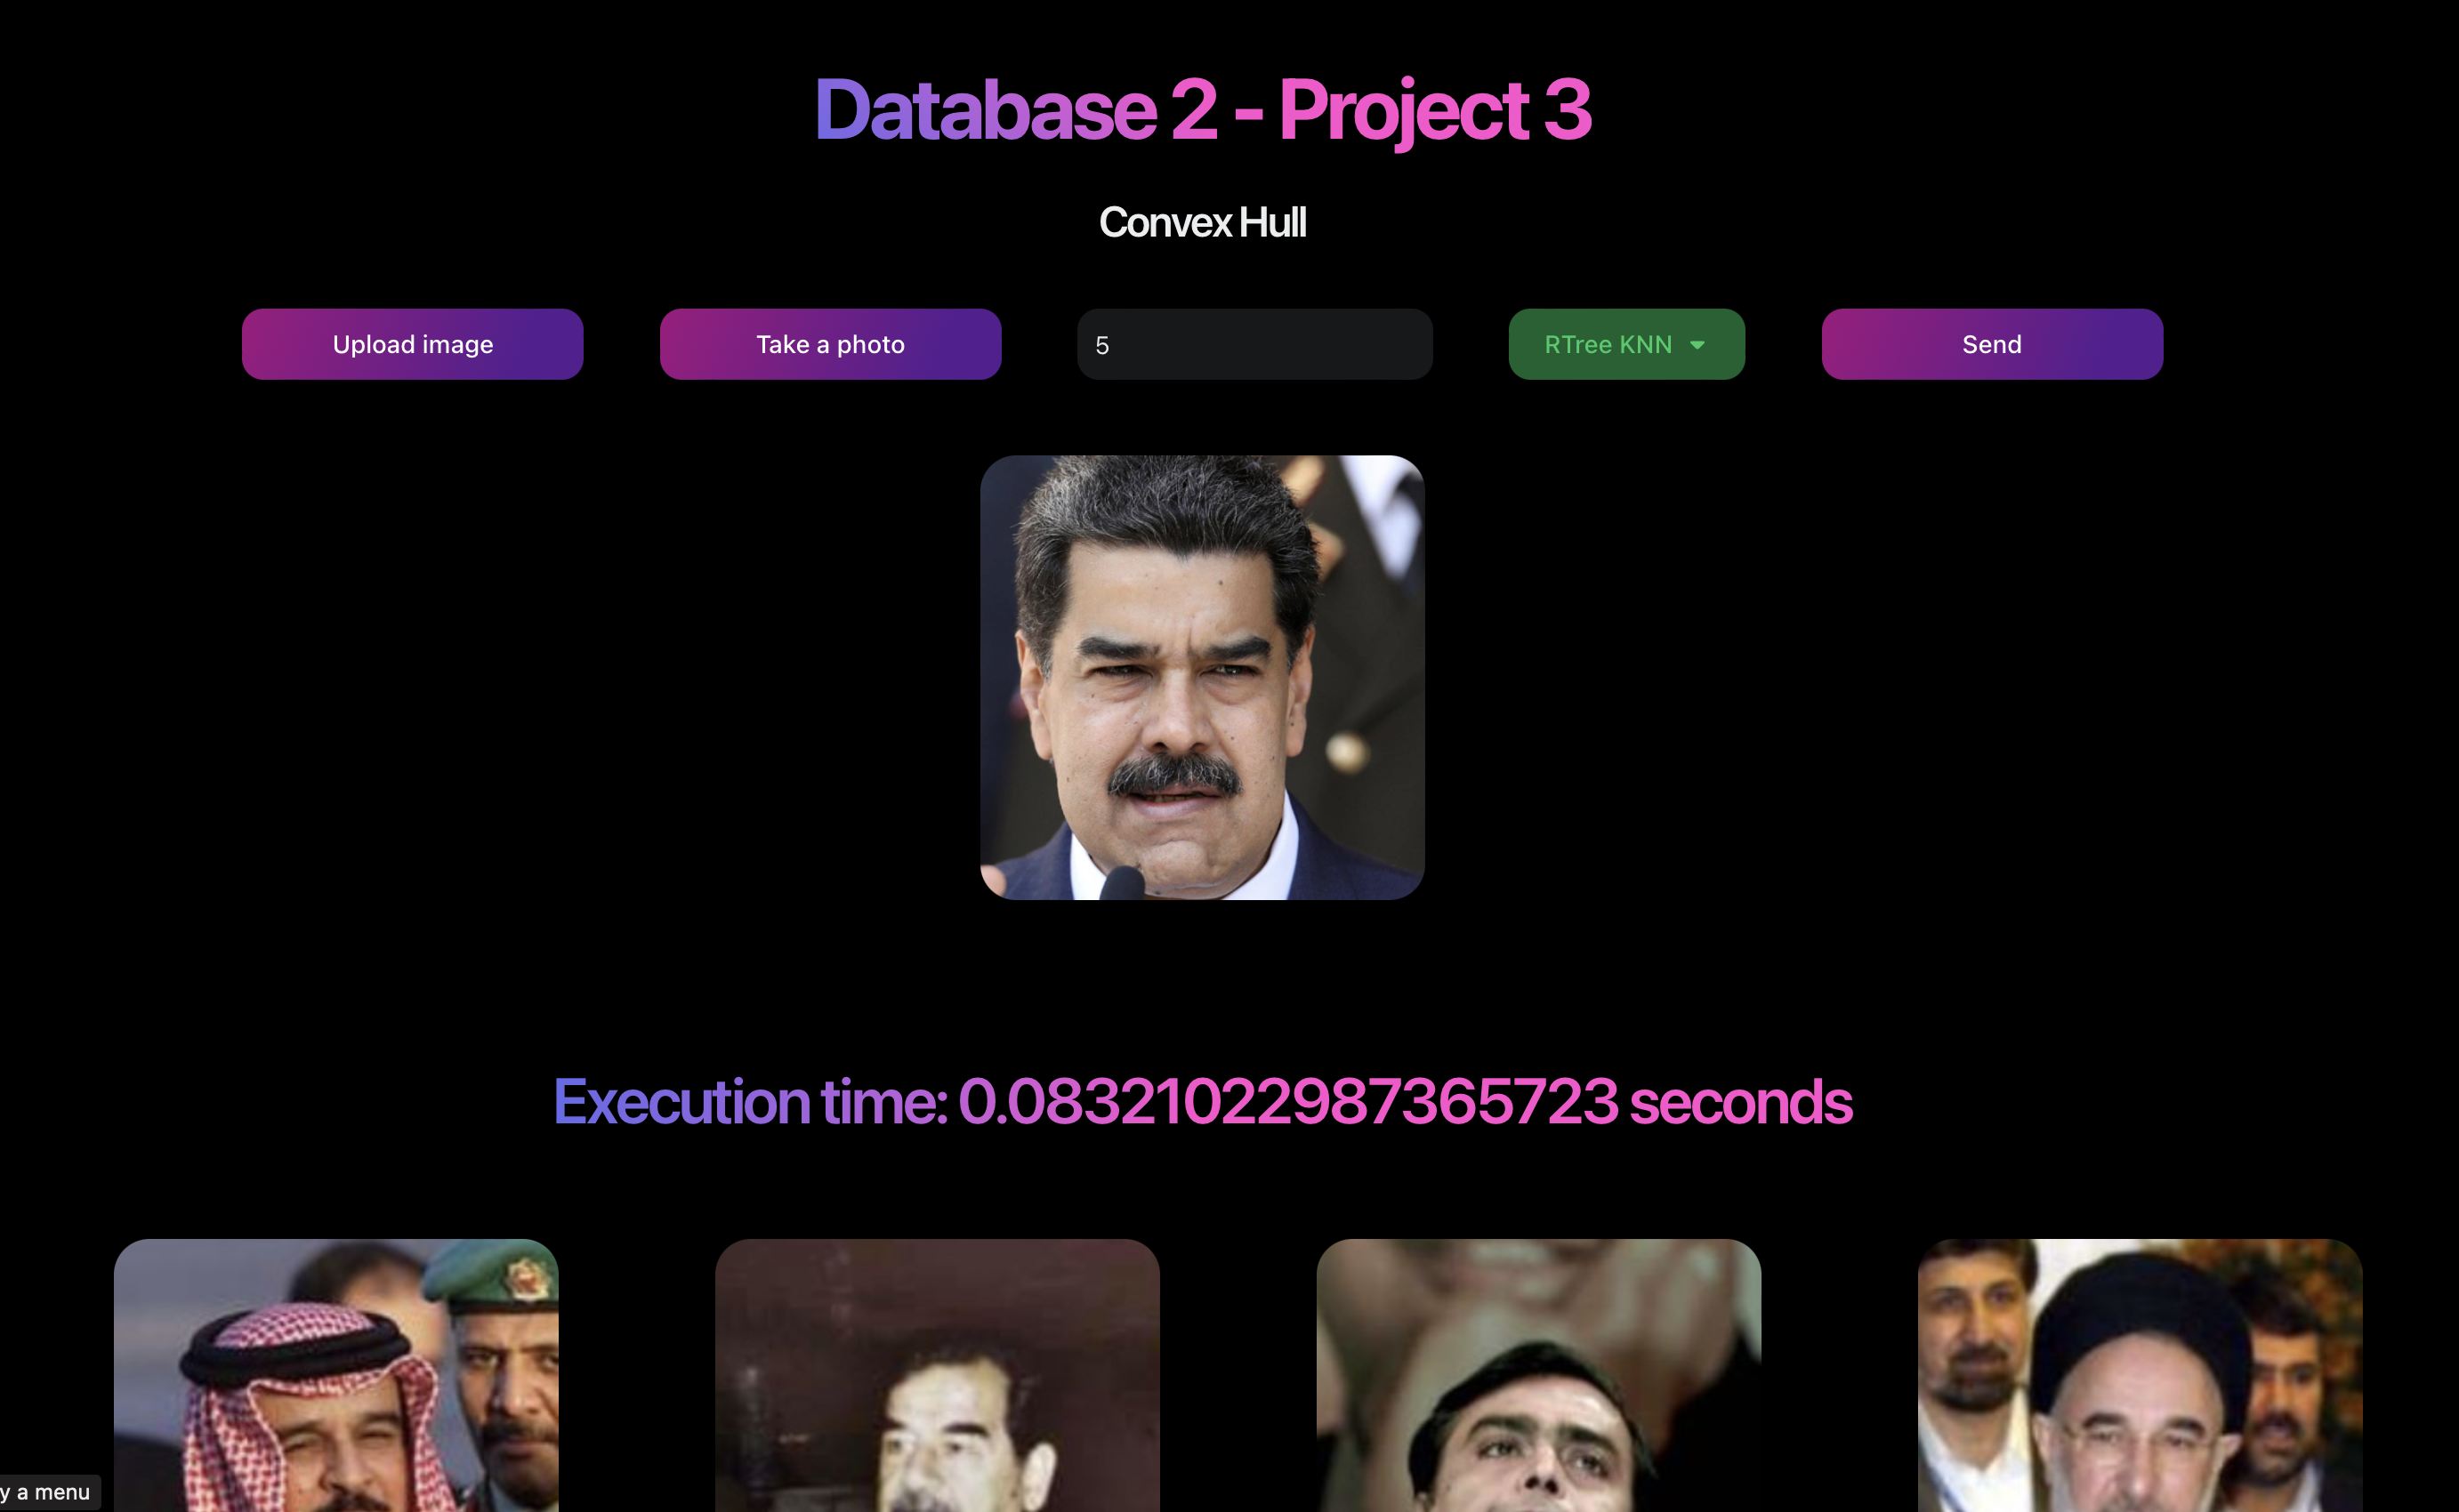 Database 2 - Project 3
Convex Hull
Upload image
Take a photo
5
RTree KNN
Send
Execution time: 0.08321022987365723 seconds
y a menu